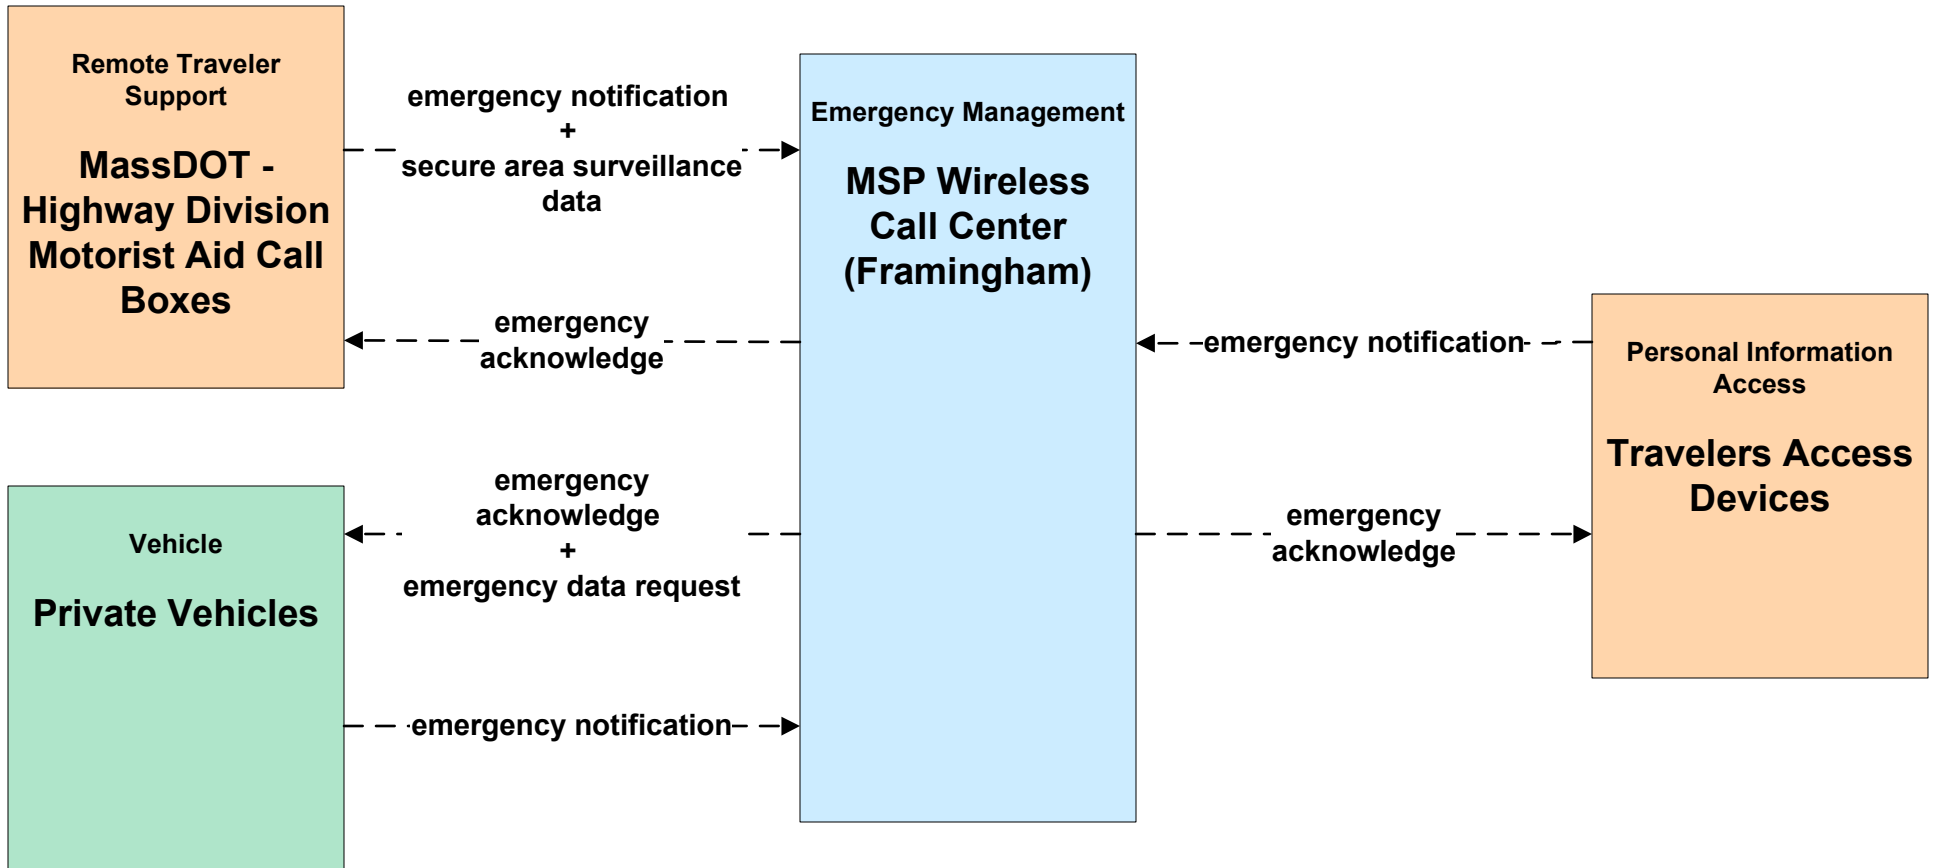 Remote Traveler
Support
MassDOT -
Highway Division
Motorist Aid Call
Boxes
emergency notification
+
secure area surveillance
data
emergency
acknowledge
Emergency Management
MSP Wireless
Call Center
(Framingham)
emergency notification
Personal Information
Access
Travelers Access
Devices
emergency
acknowledge
Vehicle
Private Vehicles
emergency
acknowledge
+
emergency data request
emergency notification